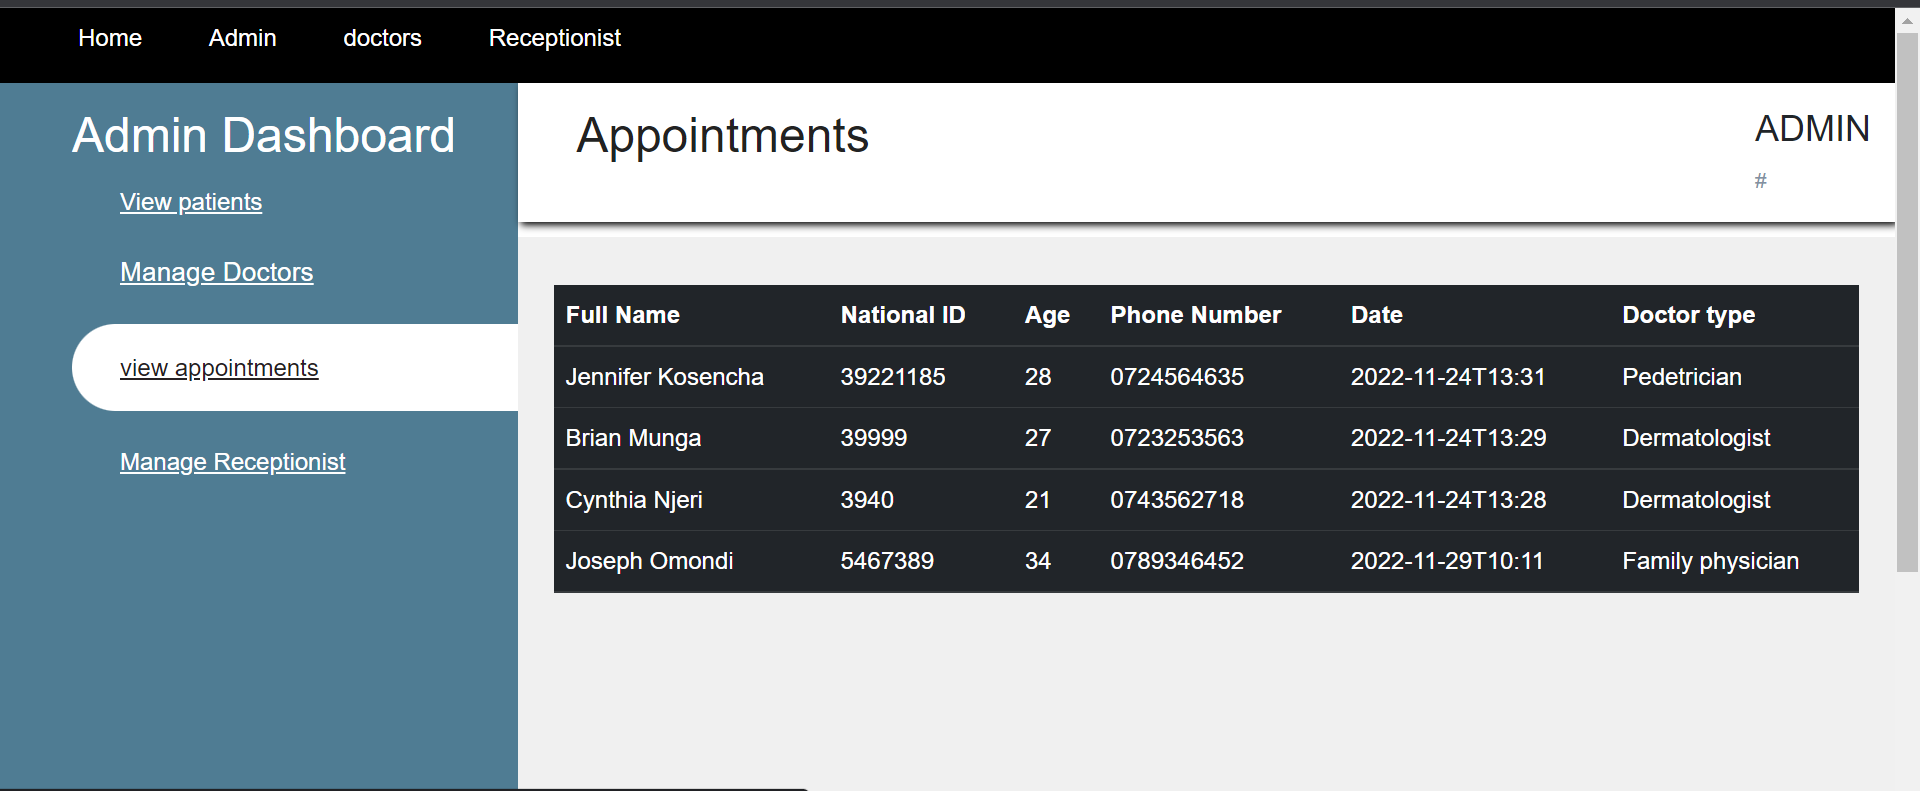 Home Admin doctors Receptionist
Admin Dashboard
View patients
Manage Doctors
view appointments
Manage Receptionist
Appointments
ADMIN
#
Full Name National ID Age Phone Number Date Doctor type
Jennifer Kosencha 39221185 28 0724564635 2022-11-24T13:31 Pedetrician
Brian Munga 39999 27 0723253563 2022-11-24T13:29 Dermatologist
Cynthia Njeri 3940 21 0743562718 2022-11-24T13:28 Dermatologist
Joseph Omondi 5467389 34 0789346452 2022-11-29T10:11 Family physician